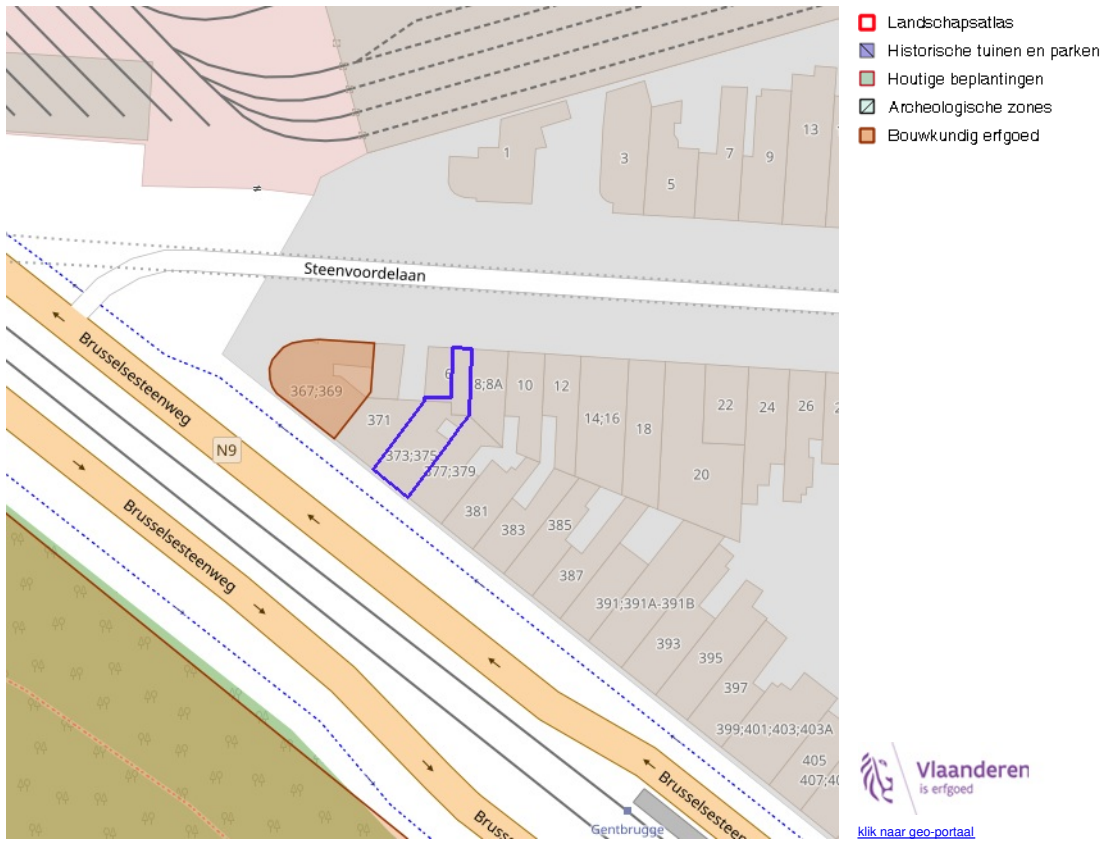 Landschapsatlas
Historische tuinen en parken
Houtige beplantingen
Archeologische zones
Bouwkundig erfgoed
1
3
5
7
9
13
Steenvoordelaan
Brusselsesteenweg
N9
367;369
371
373;375
377;379
6
8;8A
10
12
14;16
18
20
22
24
26
381
383
385
387
391;391A-391B
393
395
397
399;401;403;403A
405
Brusselsesteenweg
Gentbrugge
Vlaanderen
is erfgoed
klik naar geo-portaal